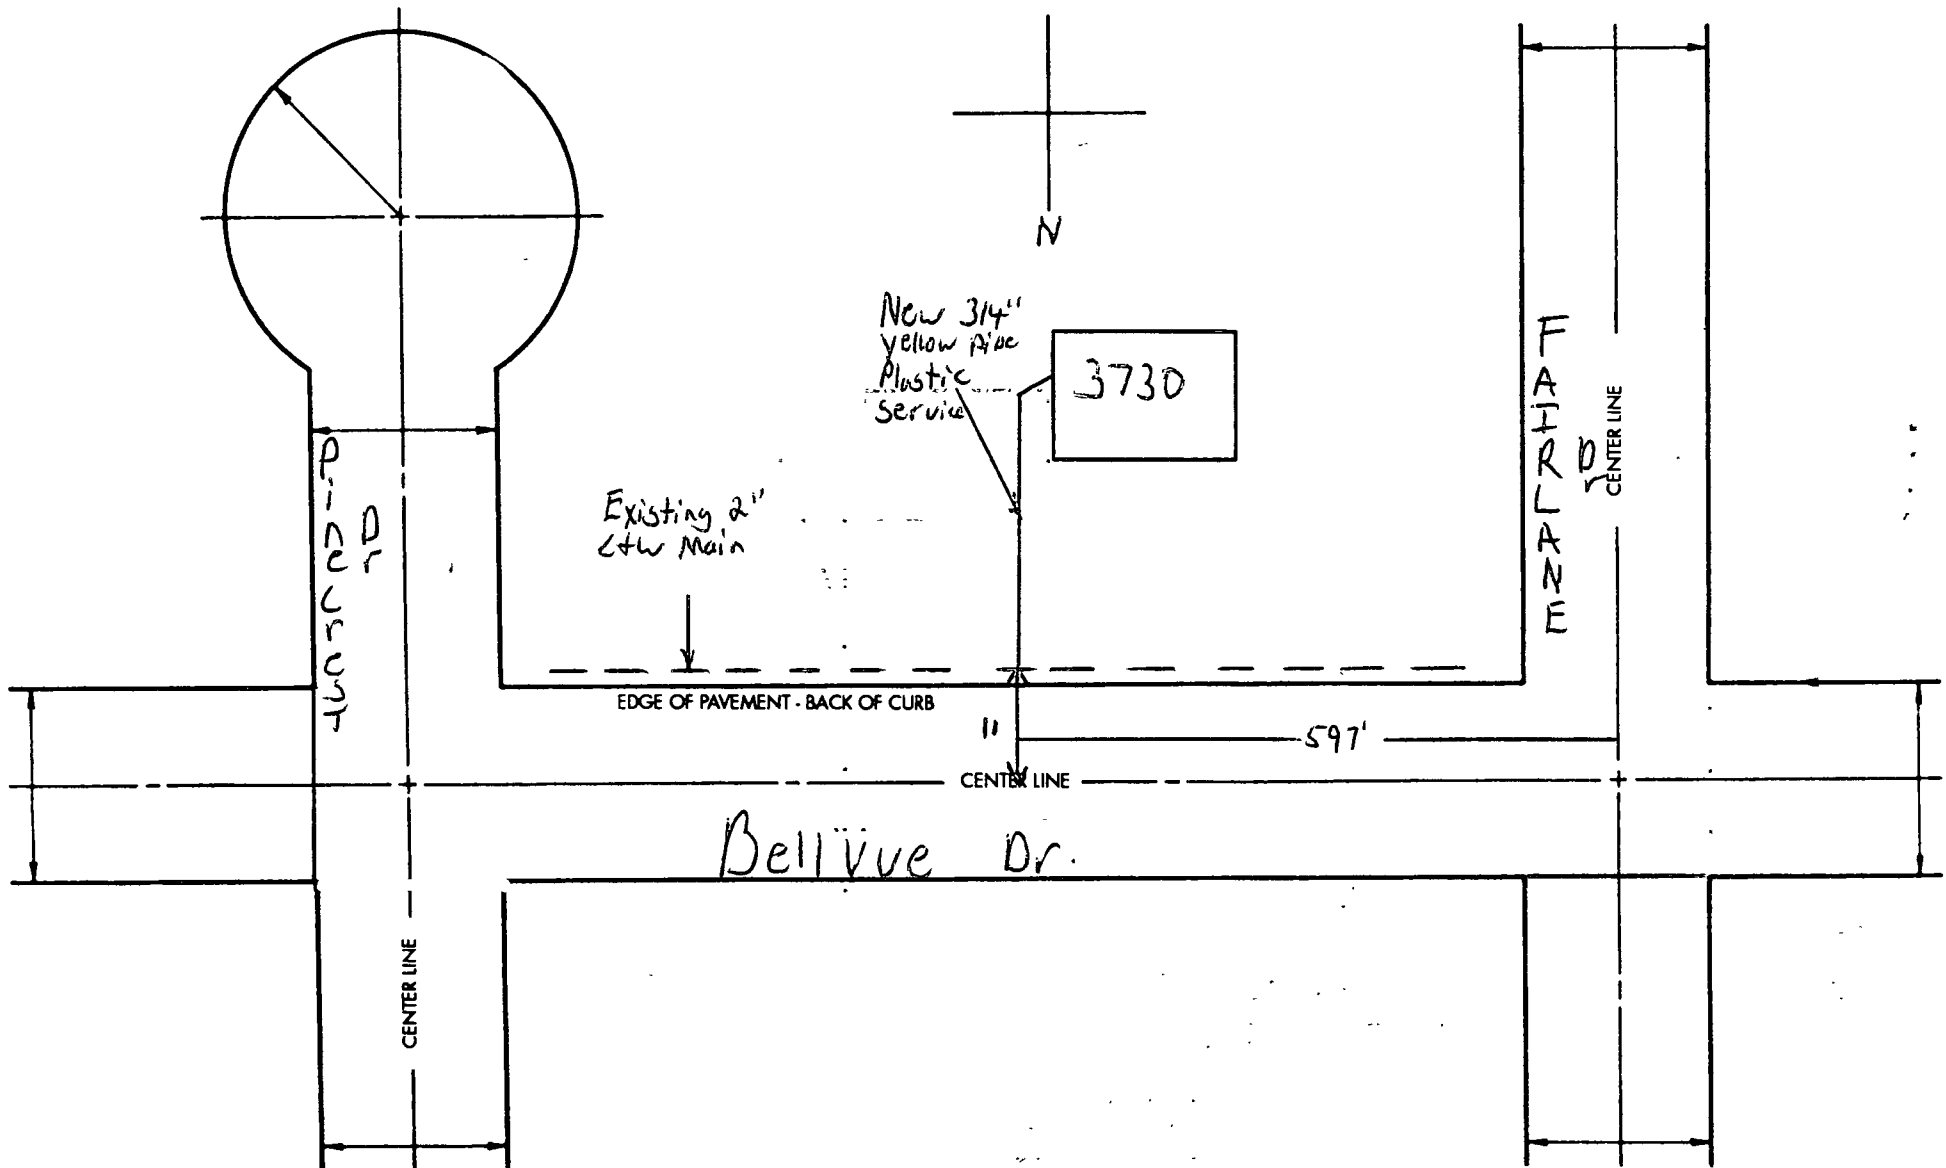 N
New 3/4"
yellow pipe
Plastic
service
3730
FAIRLANE
Dr
CENTER LINE
Pinecrest
Dr
Existing 2"
C+W Main
EDGE OF PAVEMENT - BACK OF CURB
11
597'
CENTER LINE
Bellvue Dr.
CENTER LINE